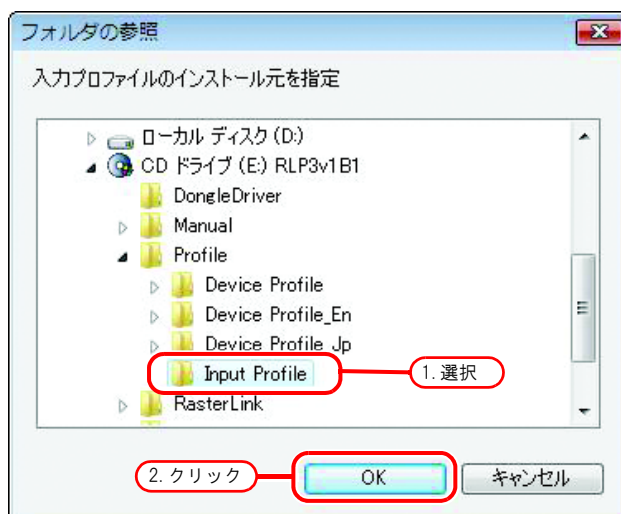 フォルダの参照
入力プロファイルのインストール元を指定
ローカル ディスク (D:)
CD ドライブ (E:) RLP3v1B1
DongleDriver
Manual
Profile
Device Profile
Device Profile_En
Device Profile_Jp
Input Profile
1. 選択
RasterLink
2. クリック
OK
キャンセル